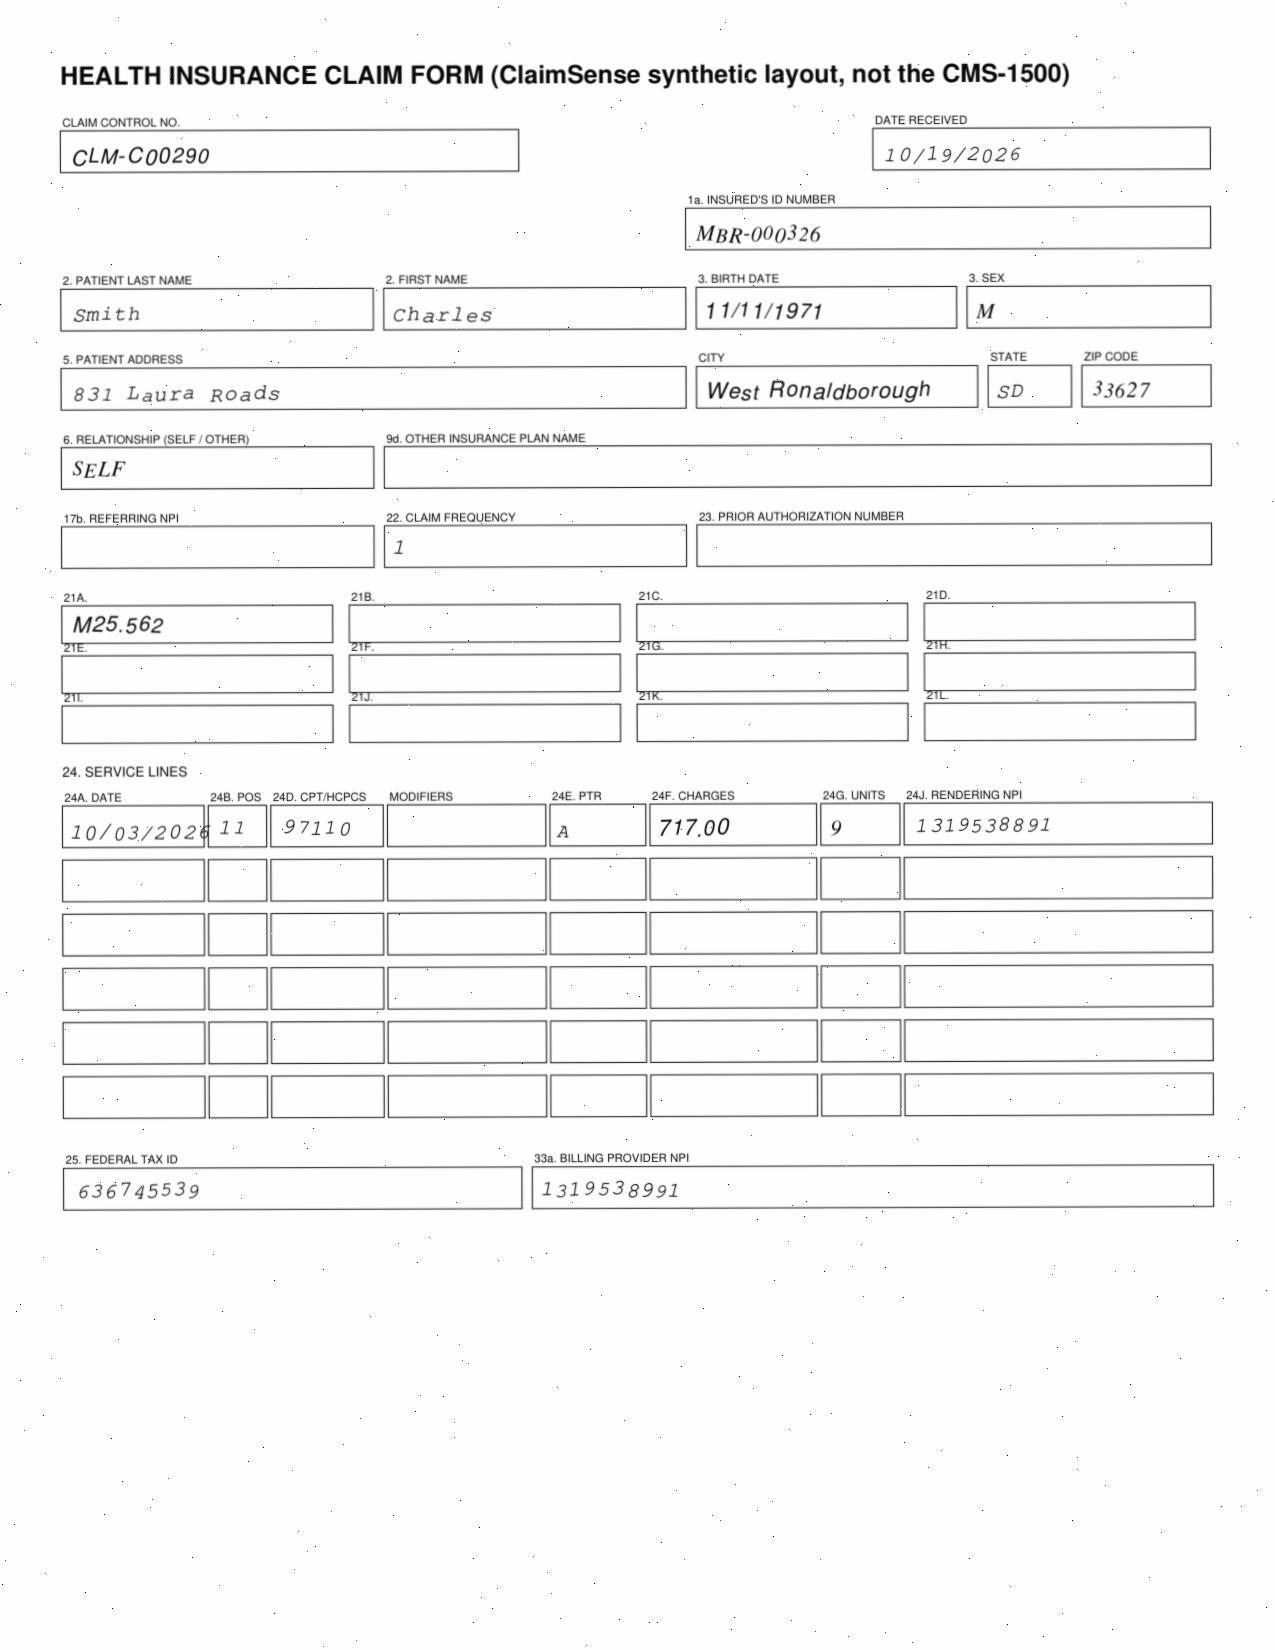 HEALTH INSURANCE CLAIM FORM (ClaimSense synthetic layout, not the CMS-1500)
CLAIM CONTROL NO. DATE RECEIVED
CLM-C00290 10/19/2026
1a. INSURED'S ID NUMBER
MBR-000326
2. PATIENT LAST NAME 2. FIRST NAME 3. BIRTH DATE 3. SEX
Smith Charles 11/11/1971 M
5. PATIENT ADDRESS CITY STATE ZIP CODE
831 Laura Roads West Ronaldborough SD 33627
6. RELATIONSHIP (SELF / OTHER) 9d. OTHER INSURANCE PLAN NAME
SELF
17b. REFERRING NPI 22. CLAIM FREQUENCY 23. PRIOR AUTHORIZATION NUMBER
1
21A. 21B. 21C. 21D.
M25.562
21E. 21F. 21G. 21H.
21I. 21J. 21K. 21L.
24. SERVICE LINES
24A. DATE 24B. POS 24D. CPT/HCPCS MODIFIERS 24E. PTR 24F. CHARGES 24G. UNITS 24J. RENDERING NPI
10/03/2026 11 97110 A 717.00 9 1319538891
25. FEDERAL TAX ID 33a. BILLING PROVIDER NPI
636745539 1319538991